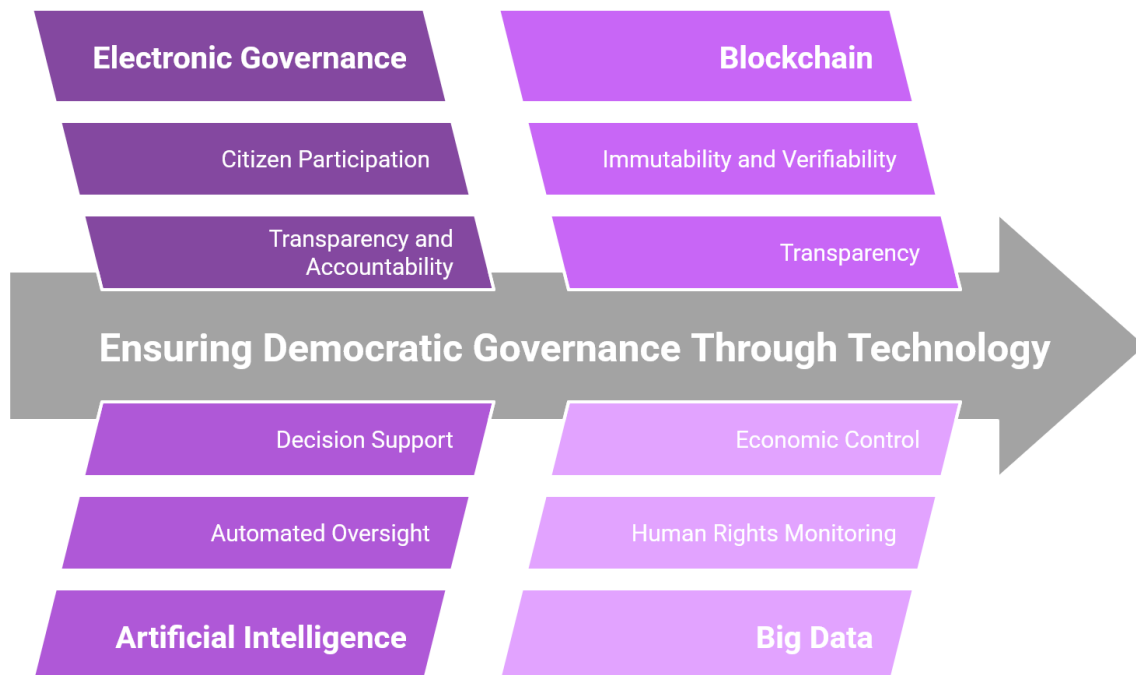 Electronic Governance
Citizen Participation
Transparency and
Accountability
Blockchain
Immutability and Verifiability
Transparency
Ensuring Democratic Governance Through Technology
Decision Support
Automated Oversight
Artificial Intelligence
Economic Control
Human Rights Monitoring
Big Data